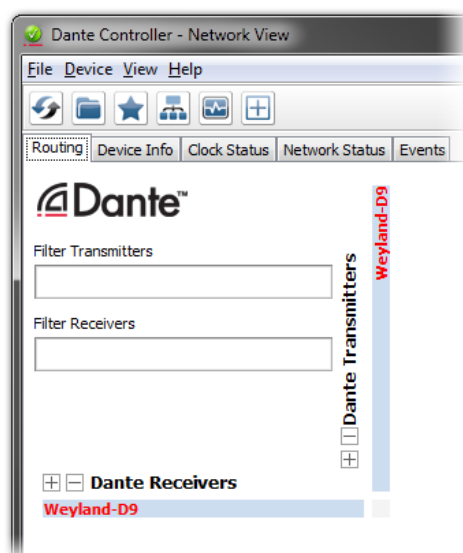 Dante Controller - Network View
File Device View Help
Routing Device Info Clock Status Network Status Events
Dante™
Filter Transmitters
Filter Receivers
Dante Transmitters
Weyland-D9
Dante Receivers
Weyland-D9